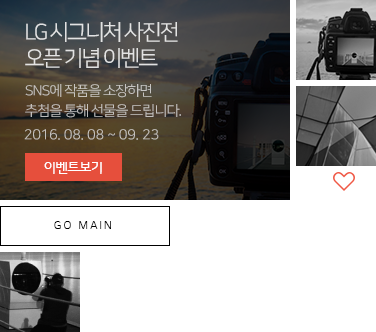 LG 시그니처 사진전
오픈 기념 이벤트
SNS에 작품을 소장하면
추첨을 통해 선물을 드립니다.
2016. 08. 08 ~ 09. 23
이벤트보기
GO MAIN